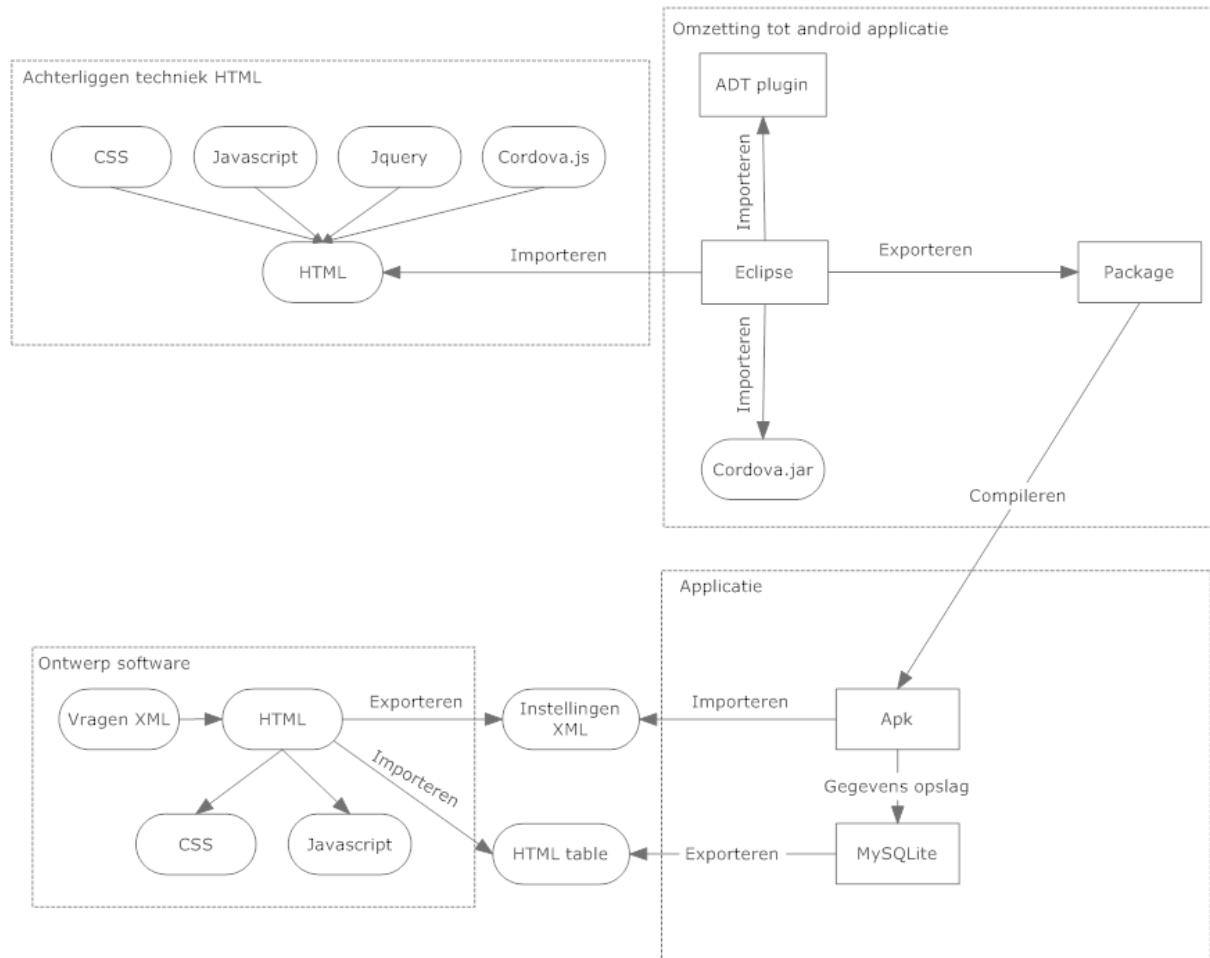 Omzetting tot android applicatie
Achterliggen techniek HTML
ADT plugin
CSS
Javascript
Jquery
Cordova.js
Importeren
HTML
Importeren
Eclipse
Exporteren
Package
Importeren
Cordova.jar
Compileren
Applicatie
Ontwerp software
Vragen XML
HTML
Exporteren
Instellingen
XML
Importeren
Apk
Importeren
Gegevens opslag
CSS
Javascript
HTML table
Exporteren
MySQLite